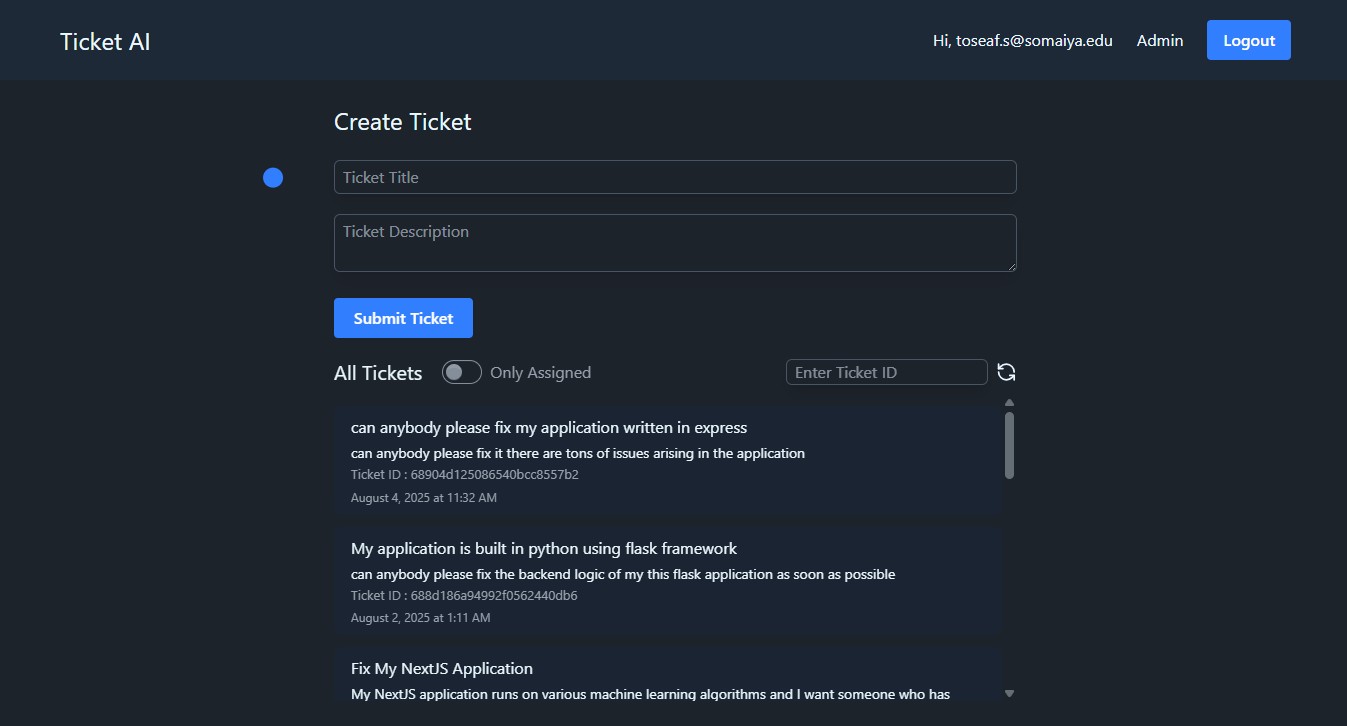 Ticket AI
Hi, toseaf.s@somaiya.edu
Admin
Logout
Create Ticket
Ticket Title
Ticket Description
Submit Ticket
All Tickets
Only Assigned
Enter Ticket ID
can anybody please fix my application written in express
can anybody please fix it there are tons of issues arising in the application
Ticket ID : 68904d125086540bcc8557b2
August 4, 2025 at 11:32 AM
My application is built in python using flask framework
can anybody please fix the backend logic of my this flask application as soon as possible
Ticket ID : 688d186a94992f0562440db6
August 2, 2025 at 1:11 AM
Fix My NextJS Application
My NextJS application runs on various machine learning algorithms and I want someone who has